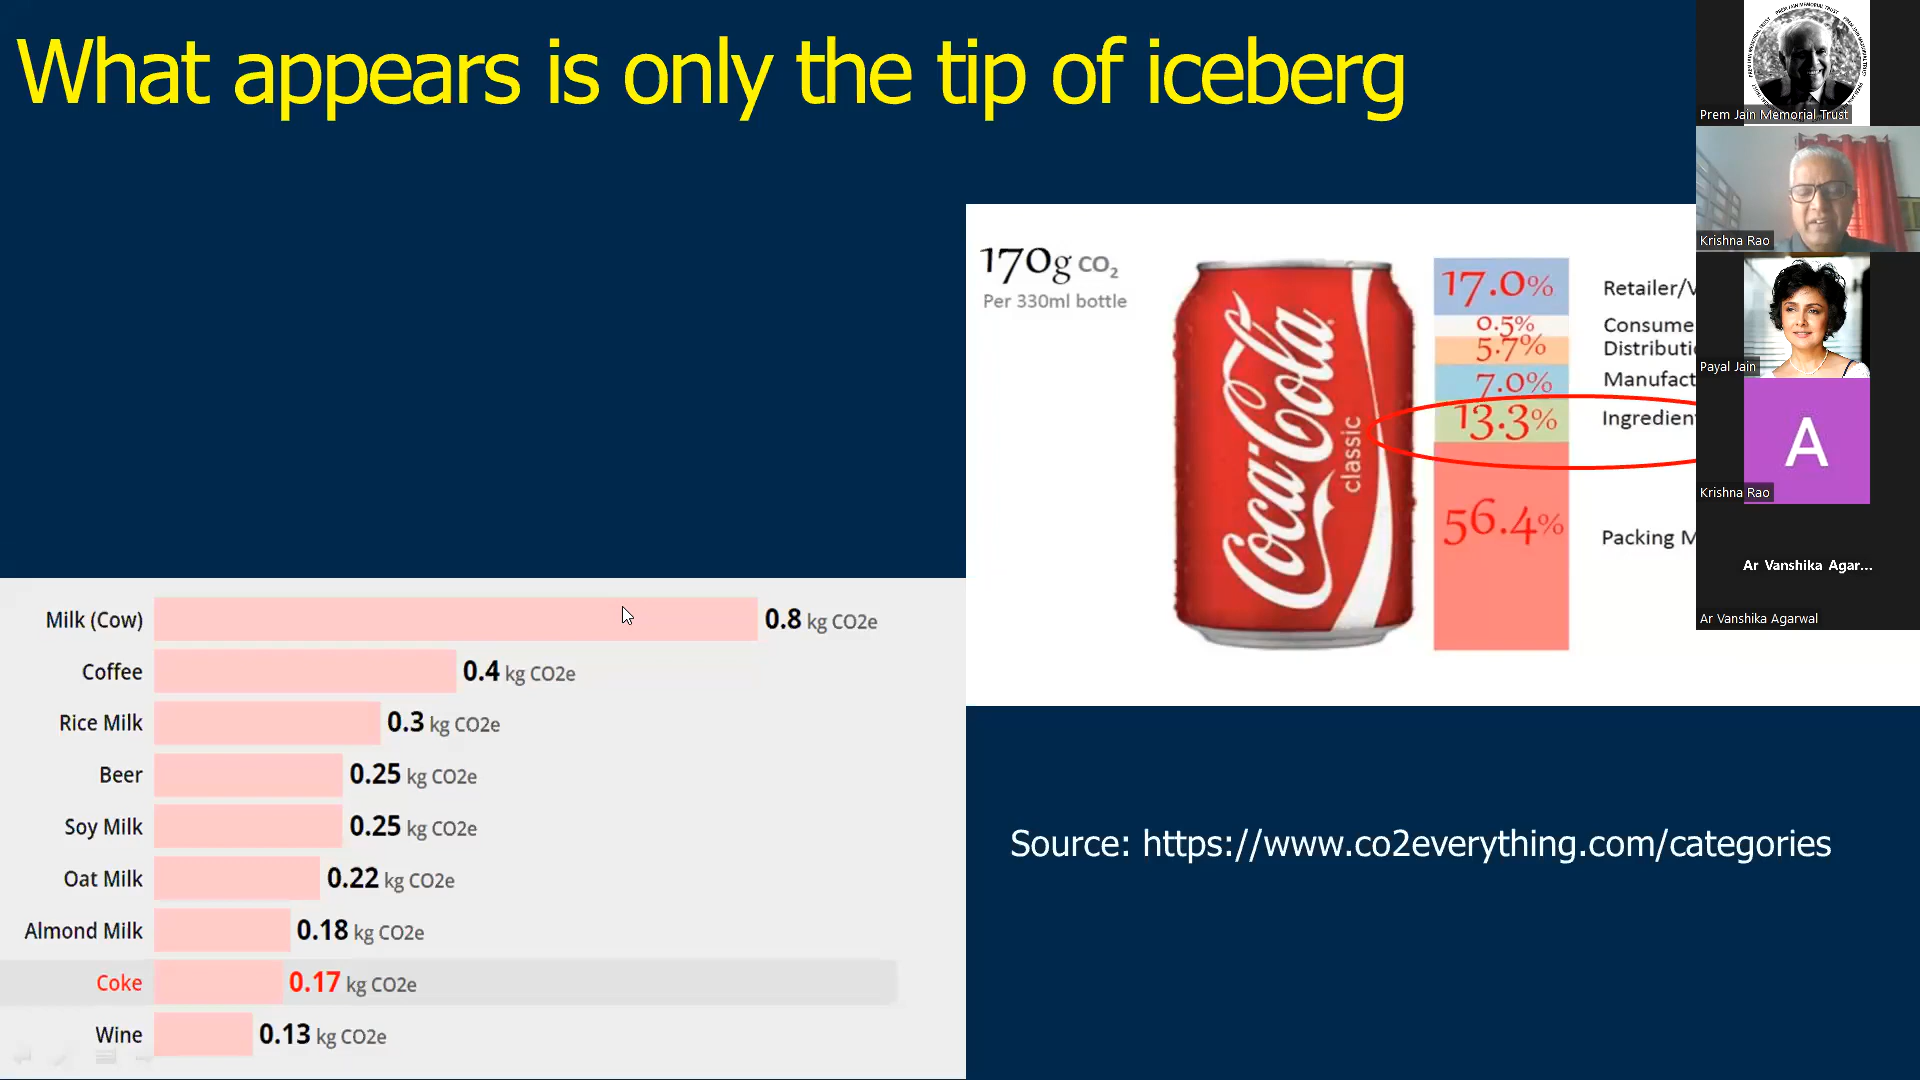 What appears is only the tip of iceberg
170g CO₂
Per 330ml bottle
Coca-Cola
classic
17.0% Retailer/V
0.5% Consume
5.7% Distributi
7.0% Manufact
13.3% Ingredien
56.4% Packing M
Milk (Cow) 0.8 kg CO2e
Coffee 0.4 kg CO2e
Rice Milk 0.3 kg CO2e
Beer 0.25 kg CO2e
Soy Milk 0.25 kg CO2e
Oat Milk 0.22 kg CO2e
Almond Milk 0.18 kg CO2e
Coke 0.17 kg CO2e
Wine 0.13 kg CO2e
Source: https://www.co2everything.com/categories
PREM JAIN MEMORIAL TRUST
Prem Jain Memorial Trust
Krishna Rao
Payal Jain
A
Krishna Rao
Ar Vanshika Agar...
Ar Vanshika Agarwal